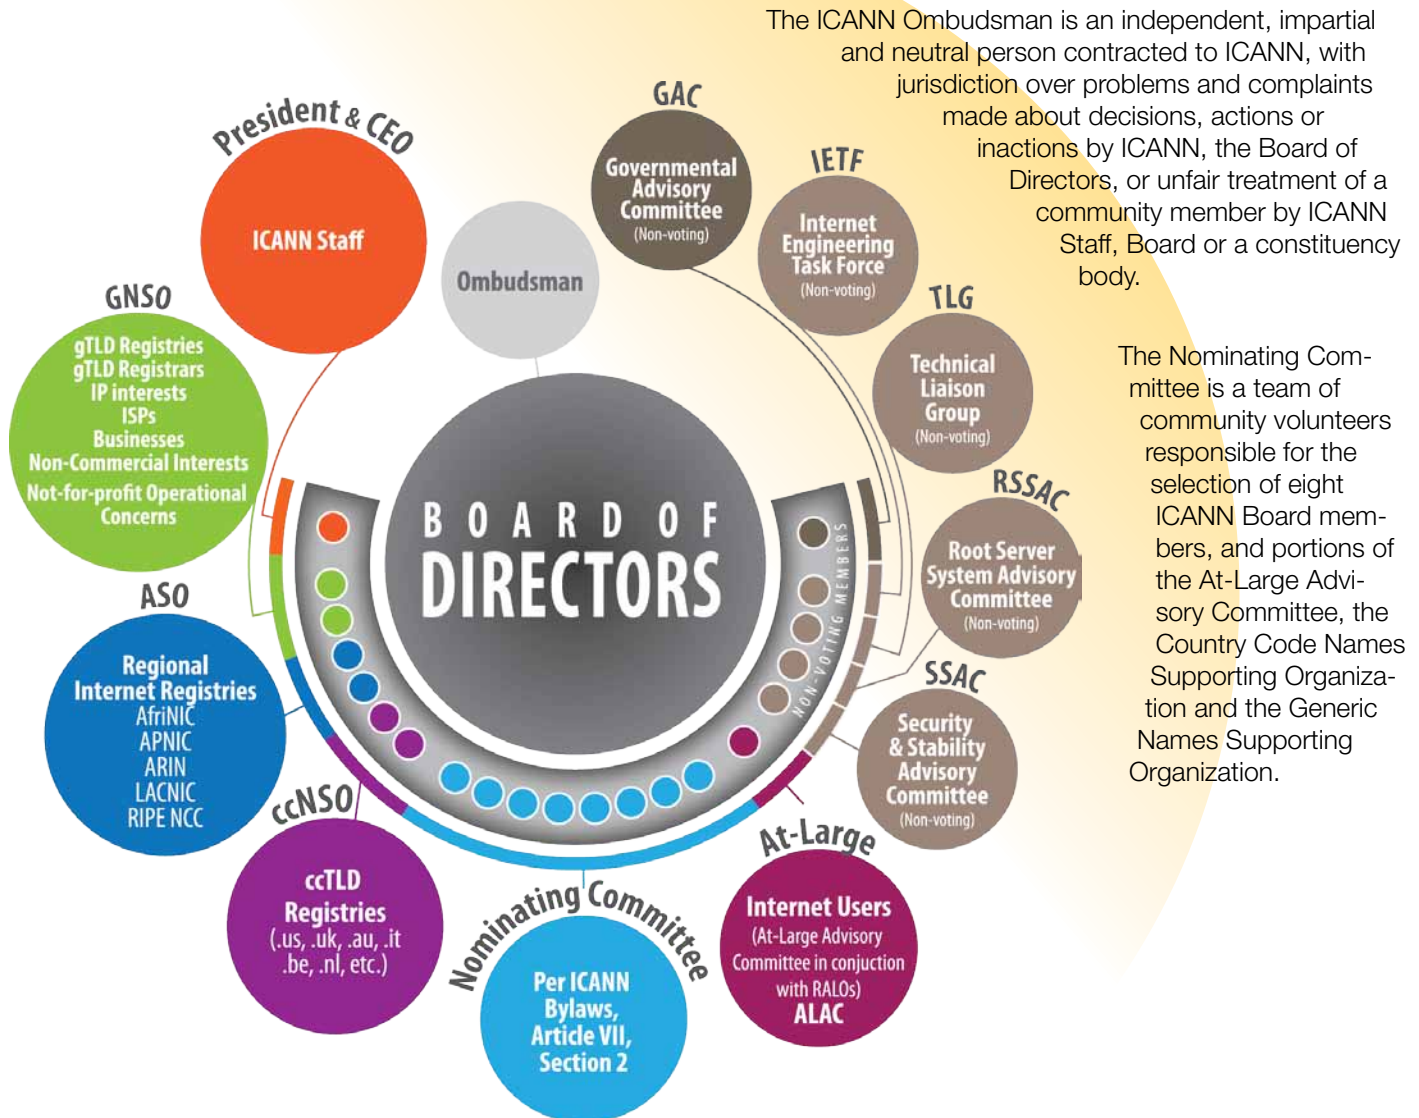 The ICANN Ombudsman is an independent, impartial
and neutral person contracted to ICANN, with
jurisdiction over problems and complaints
made about decisions, actions or
inactions by ICANN, the Board of
Directors, or unfair treatment of a
community member by ICANN
Staff, Board or a constituency
body.
The Nominating Com-
mittee is a team of
community volunteers
responsible for the
selection of eight
ICANN Board mem-
bers, and portions of
the At-Large Advi-
sory Committee, the
Country Code Names
Supporting Organiza-
tion and the Generic
Names Supporting
Organization.
President & CEO
ICANN Staff
Ombudsman
GAC
Governmental
Advisory
Committee
(Non-voting)
IETF
Internet
Engineering
Task Force
(Non-voting)
TLG
Technical
Liaison
Group
(Non-voting)
RSSAC
Root Server
System Advisory
Committee
(Non-voting)
SSAC
Security
& Stability
Advisory
Committee
(Non-voting)
GNSO
gTLD Registries
gTLD Registrars
IP interests
ISPs
Businesses
Non-Commercial Interests
Not-for-profit Operational
Concerns
BOARD OF
DIRECTORS
NON-VOTING MEMBERS
ASO
Regional
Internet Registries
AfriNIC
APNIC
ARIN
LACNIC
RIPE NCC
ccNSO
ccTLD
Registries
(.us, .uk, .au, .it
.be, .nl, etc.)
Nominating Committee
Per ICANN
Bylaws,
Article VII,
Section 2
At-Large
Internet Users
(At-Large Advisory
Committee in conjuction
with RALOs)
ALAC